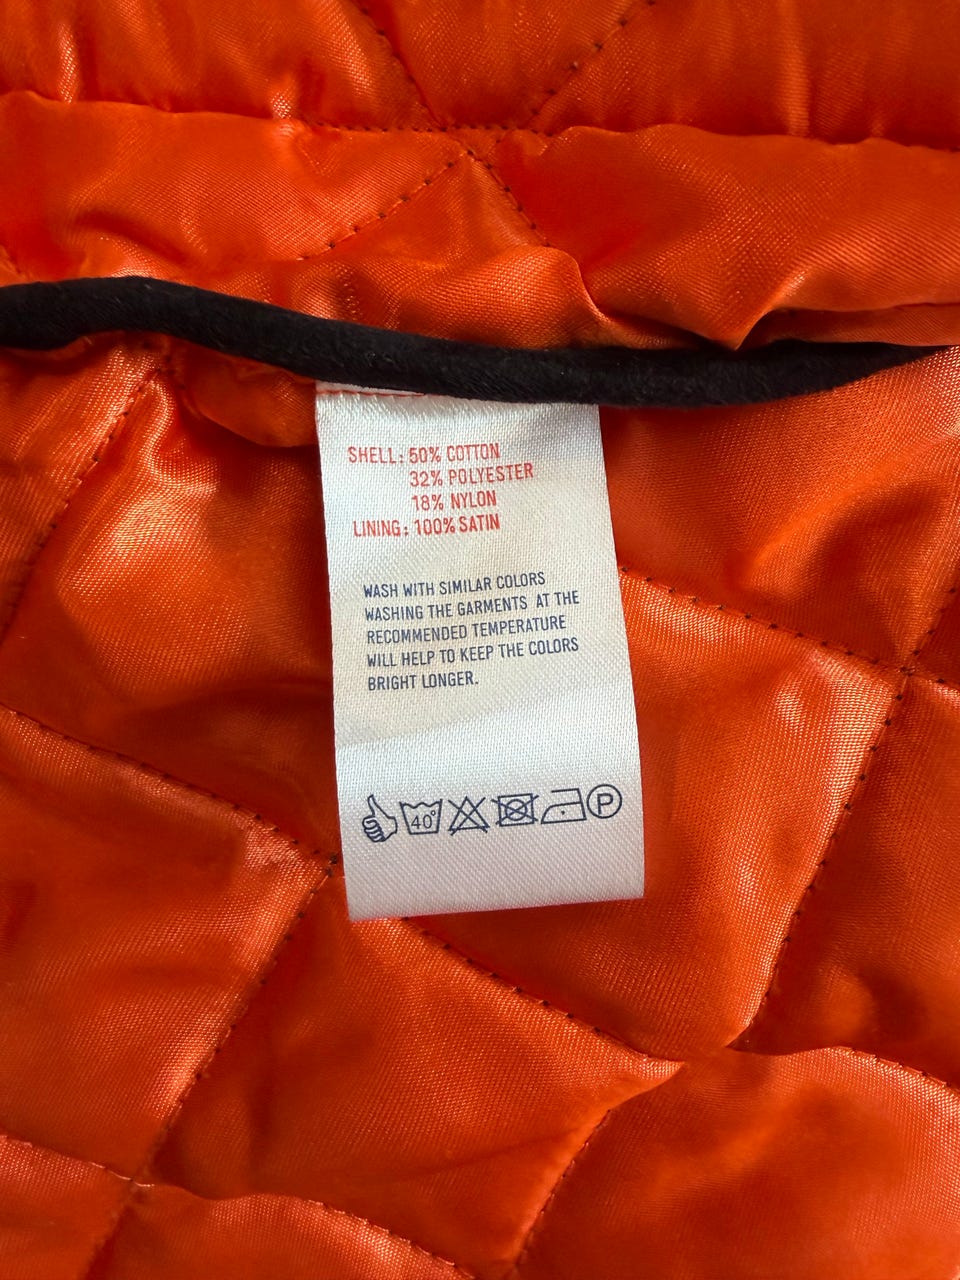 SHELL: 50% COTTON
32% POLYESTER
18% NYLON
LINING: 100% SATIN
WASH WITH SIMILAR COLORS
WASHING THE GARMENTS AT THE
RECOMMENDED TEMPERATURE
WILL HELP TO KEEP THE COLORS
BRIGHT LONGER.
40° P